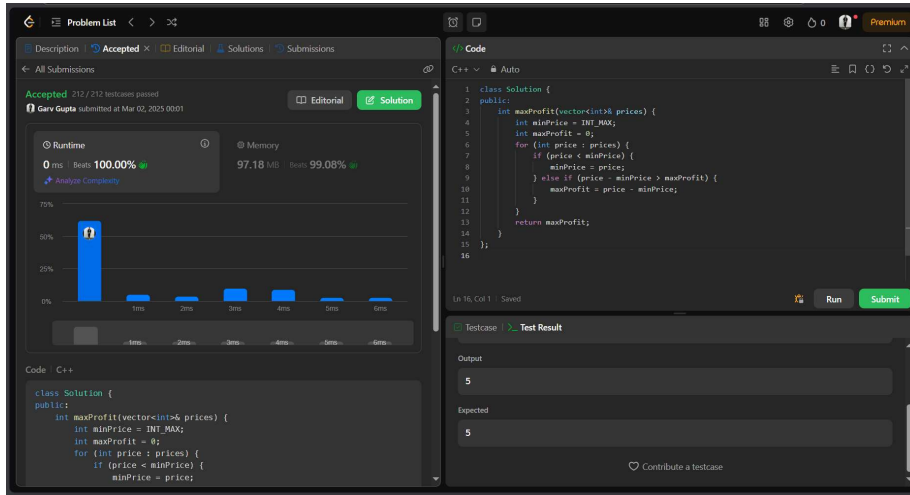 Problem List
0
Premium
Description
Accepted ×
Editorial
Solutions
Submissions
← All Submissions
Accepted 212 / 212 testcases passed
Garv Gupta submitted at Mar 02, 2025 00:01
Editorial
Solution
Runtime
0 ms Beats 100.00%
Analyze Complexity
Memory
97.18 MB Beats 99.08%
75%
50%
25%
0%
1ms 2ms 3ms 4ms 5ms 6ms
1ms 2ms 3ms 4ms 5ms 6ms
Code C++
class Solution {
public:
int maxProfit(vector<int>& prices) {
int minPrice = INT_MAX;
int maxProfit = 0;
for (int price : prices) {
if (price < minPrice) {
minPrice = price;
</> Code
C++ Auto
1 class Solution {
2 public:
3 int maxProfit(vector<int>& prices) {
4 int minPrice = INT_MAX;
5 int maxProfit = 0;
6 for (int price : prices) {
7 if (price < minPrice) {
8 minPrice = price;
9 } else if (price - minPrice > maxProfit) {
10 maxProfit = price - minPrice;
11 }
12 }
13 return maxProfit;
14 }
15 };
16
Ln 16, Col 1 Saved
Run
Submit
Testcase
>_ Test Result
Output
5
Expected
5
Contribute a testcase